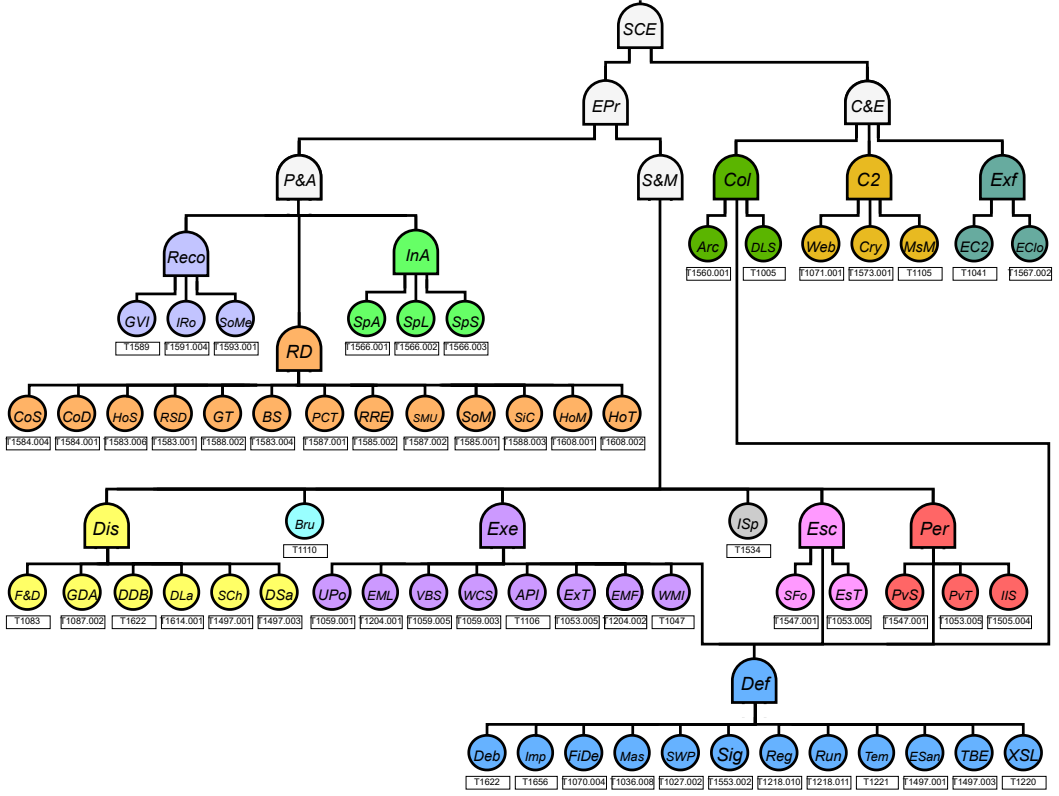 SCE
EPr
C&E
P&A
S&M
Col
C2
Exf
Arc
DLS
Web
Cry
MsM
EC2
EClo
T1560.001
T1005
T1071.001
T1573.001
T1105
T1041
T1567.002
Reco
InA
GVI
IRo
SoMe
SpA
SpL
SpS
T1589
T1591.004
T1593.001
T1566.001
T1566.002
T1566.003
RD
CoS
CoD
HoS
RSD
GT
BS
PCT
RRE
SMU
SoM
SiC
HoM
HoT
T1584.004
T1584.001
T1583.006
T1583.001
T1588.002
T1583.004
T1587.001
T1585.002
T1587.002
T1585.001
T1588.003
T1608.001
T1608.002
Dis
Bru
Exe
ISp
Esc
Per
T1110
T1534
F&D
GDA
DDB
DLa
SCh
DSa
UPo
EML
VBS
WCS
API
ExT
EMF
WMI
SFo
EsT
PvS
PvT
IIS
T1083
T1087.002
T1622
T1614.001
T1497.001
T1497.003
T1059.001
T1204.001
T1059.005
T1059.003
T1106
T1053.005
T1204.002
T1047
T1547.001
T1053.005
T1547.001
T1053.005
T1505.004
Def
Deb
Imp
FiDe
Mas
SWP
Sig
Reg
Run
Tem
ESan
TBE
XSL
T1622
T1656
T1070.004
T1036.008
T1027.002
T1553.002
T1218.010
T1218.011
T1221
T1497.001
T1497.003
T1220